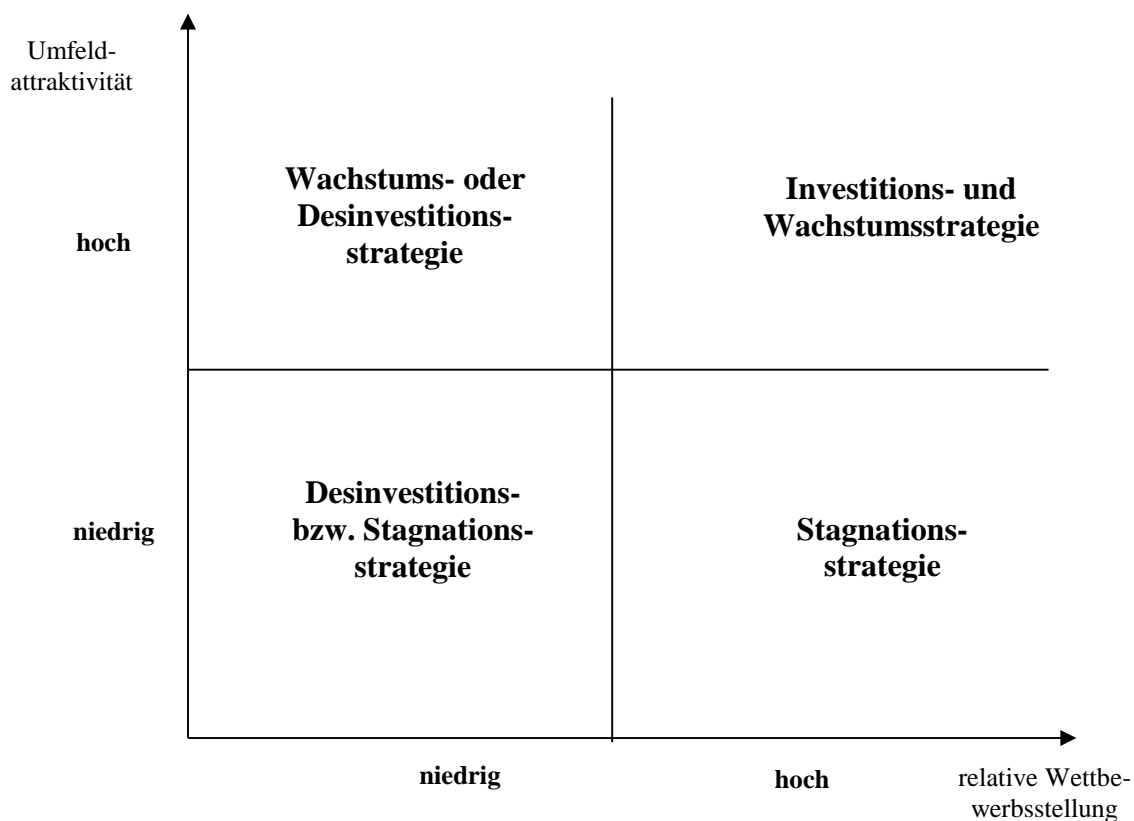 Umfeld-
attraktivität
hoch
Wachstums- oder
Desinvestitions-
strategie
Investitions- und
Wachstumsstrategie
niedrig
Desinvestitions-
bzw. Stagnations-
strategie
Stagnations-
strategie
niedrig
hoch
relative Wettbe-
werbsstellung